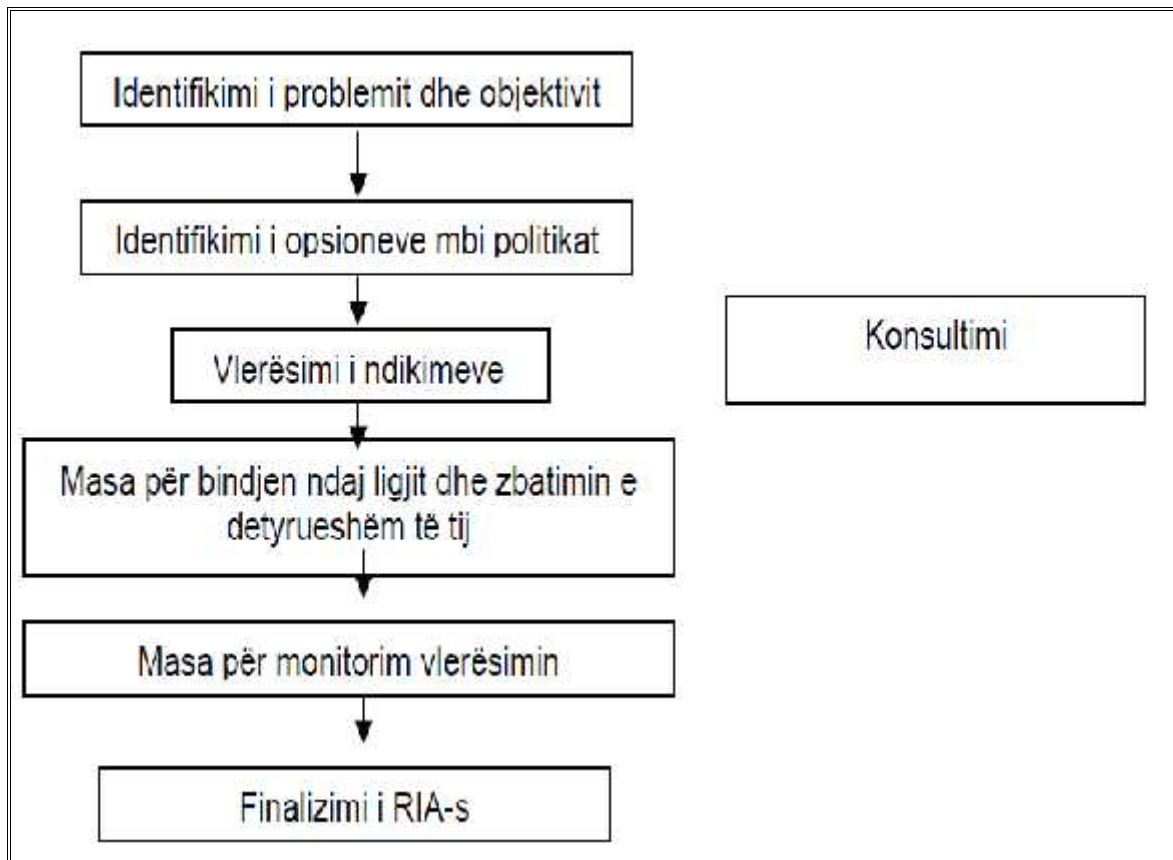 Identifikimi i problemit dhe objektivit
Identifikimi i opsioneve mbi politikat
Vlerësimi i ndikimeve
Masa për bindjen ndaj ligjit dhe zbatimin e
detyrueshëm të tij
Masa për monitorim vlerësimin
Finalizimi i RIA-s
Konsultimi